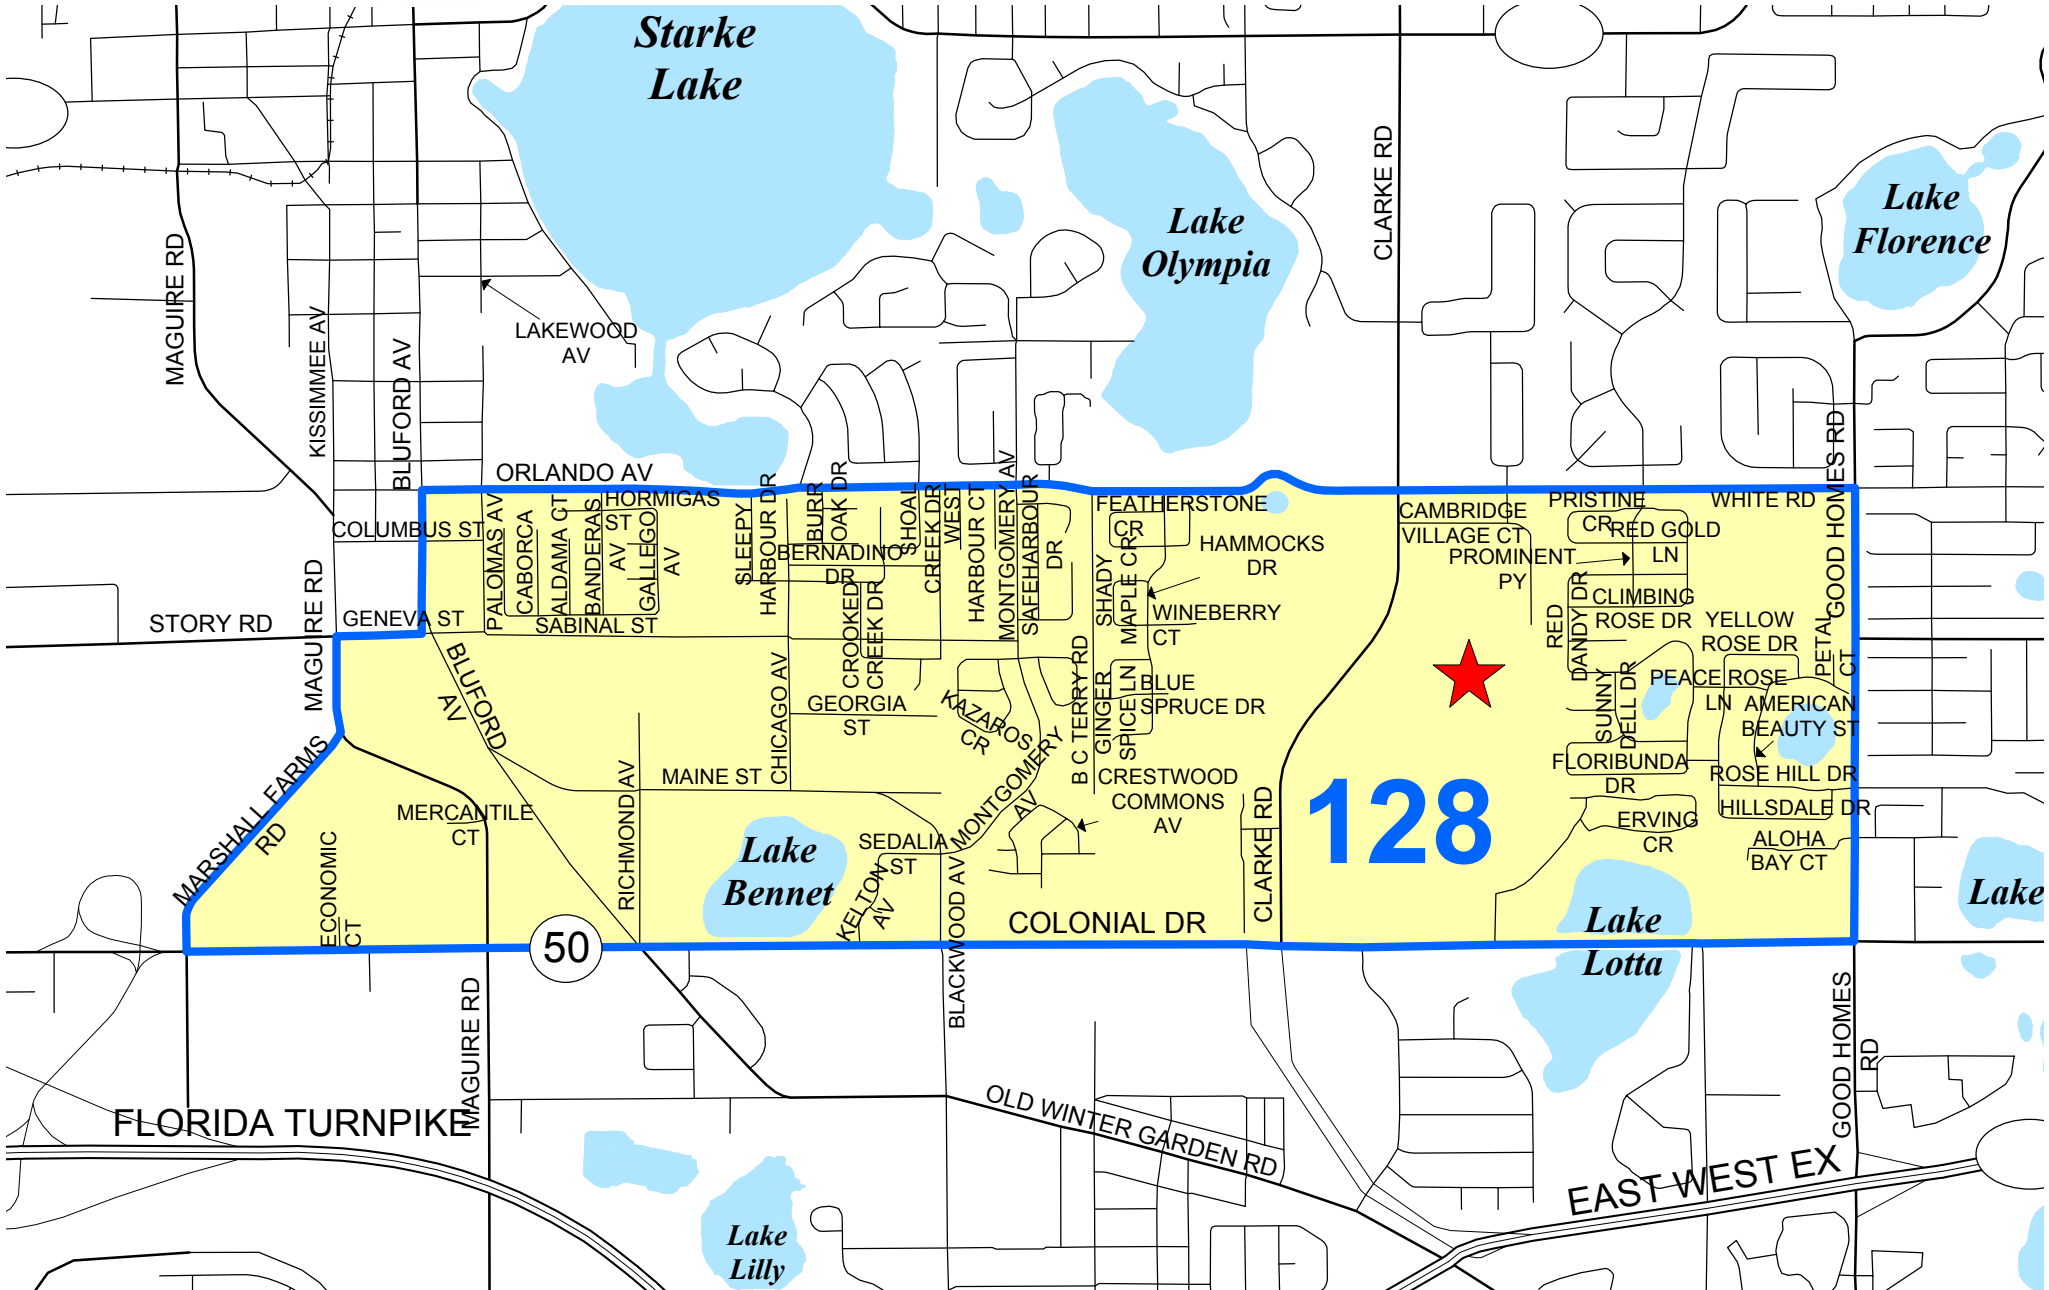 Starke
Lake
Lake
Olympia
Lake
Florence
CLARKE RD
MAGUIRE RD
KISSIMMEE AV
BLUFORD AV
LAKEWOOD
AV
ORLANDO AV
HORMIGAS
ST
COLUMBUS ST
PALOMAS AV
CABORCA
ALDAMA CT
BANDERAS
AV
GALLEGO
AV
SLEEPY
HARBOUR DR
BURR
OAK DR
BERNADINO
DR
SHOAL
CREEK DR
WEST
HARBOUR CT
MONTGOMERY AV
SAFEHARBOUR
DR
FEATHERSTONE
CR
HAMMOCKS
DR
SHADY
MAPLE CR
WINEBERRY
CT
CAMBRIDGE
VILLAGE CT
PROMINENT
PY
PRISTINE
CR
RED GOLD
LN
WHITE RD
GOOD HOMES RD
CLIMBING
ROSE DR
RED
DANDY DR
YELLOW
ROSE DR
PETAL
CT
PEACE ROSE
LN
AMERICAN
BEAUTY ST
SUNNY
DELL DR
FLORIBUNDA
DR
ROSE HILL DR
HILLSDALE DR
ERVING
CR
ALOHA
BAY CT
STORY RD
MAGUIRE RD
GENEVA ST
SABINAL ST
BLUFORD
AV
CROOKED
CREEK DR
CHICAGO AV
GEORGIA
ST
KAZAROS
CR
B C TERRY RD
GINGER
SPICE LN
BLUE
SPRUCE DR
MAINE ST
RICHMOND AV
MONTGOMERY
AV
CRESTWOOD
COMMONS
AV
MARSHALL FARMS
RD
MERCANTILE
CT
ECONOMIC
CT
Lake
Bennet
SEDALIA
ST
KELTON
AV
BLACKWOOD AV
COLONIAL DR
CLARKE RD
128
Lake
Lotta
Lake
50
MAGUIRE RD
GOOD HOMES
RD
FLORIDA TURNPIKE
OLD WINTER GARDEN RD
EAST WEST EX
Lake
Lilly